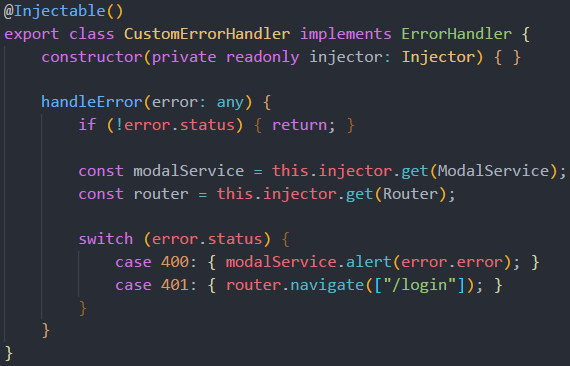 @Injectable()
export class CustomErrorHandler implements ErrorHandler {
    constructor(private readonly injector: Injector) { }

    handleError(error: any) {
        if (!error.status) { return; }

        const modalService = this.injector.get(ModalService);
        const router = this.injector.get(Router);

        switch (error.status) {
            case 400: { modalService.alert(error.error); }
            case 401: { router.navigate(["/login"]); }
        }
    }
}